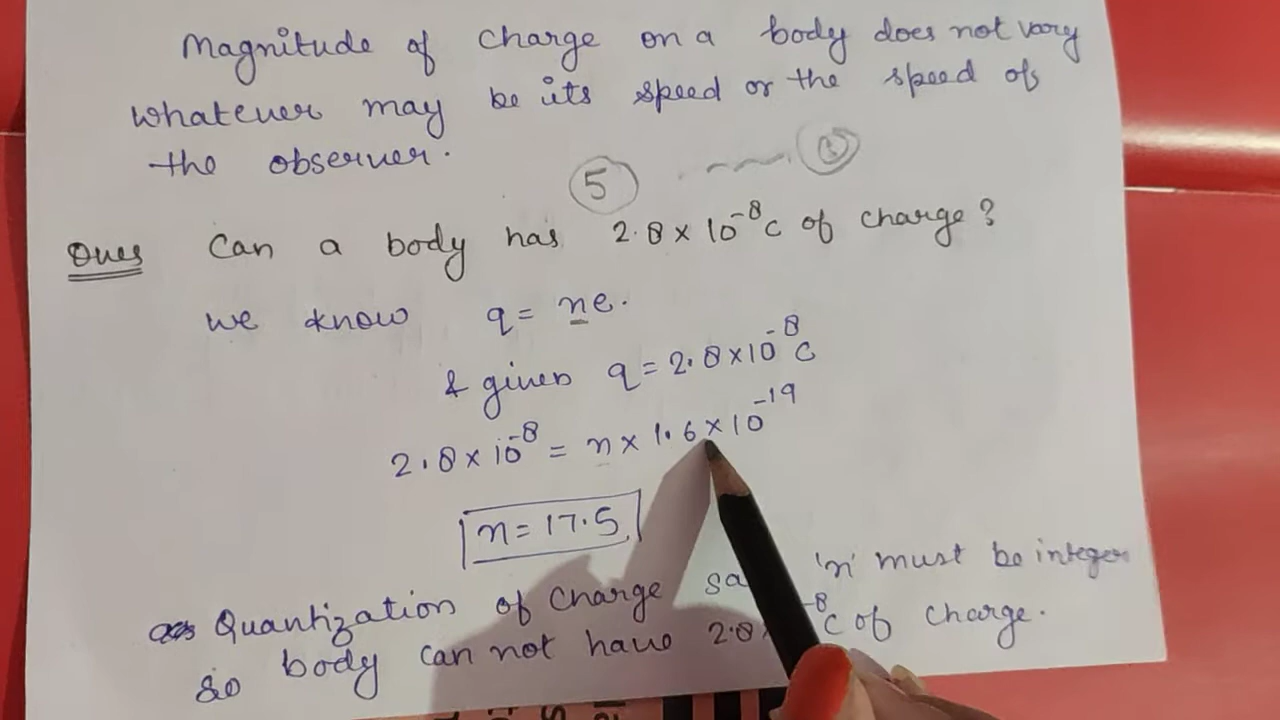 Magnitude of charge on a body does not vary
whatever may be its speed or the speed of
the observer.
5
Ques Can a body has 2.8 × 10⁻⁸ c of charge?
we know q = ne.
& given q = 2.8×10⁻⁸ c
2.8 × 10⁻⁸ = n × 1.6 × 10⁻¹⁹
n = 17.5
Quantization of charge 'n' must be integer
so body can not have 2.8 ⁻⁸c of charge.